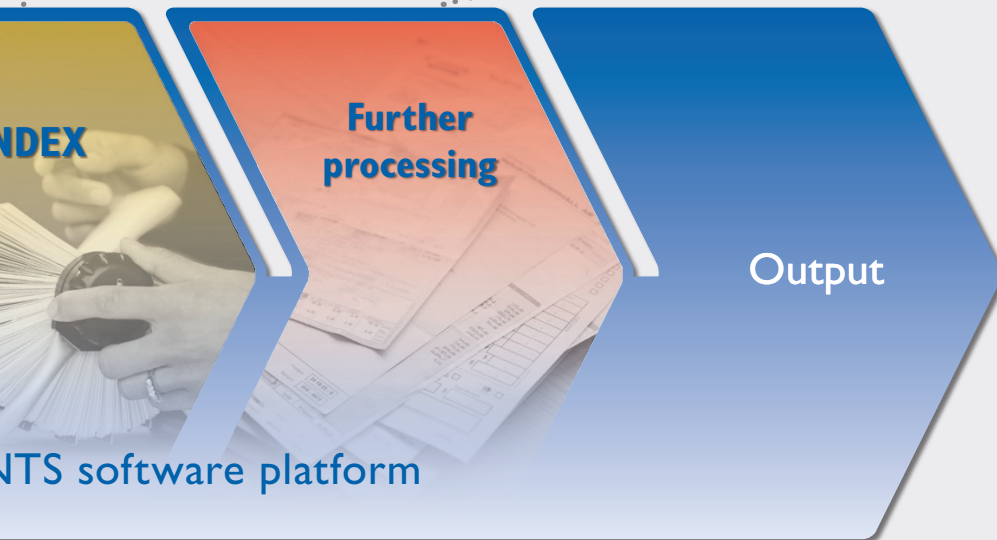 NDEX
Further
processing
Output
NTS software platform